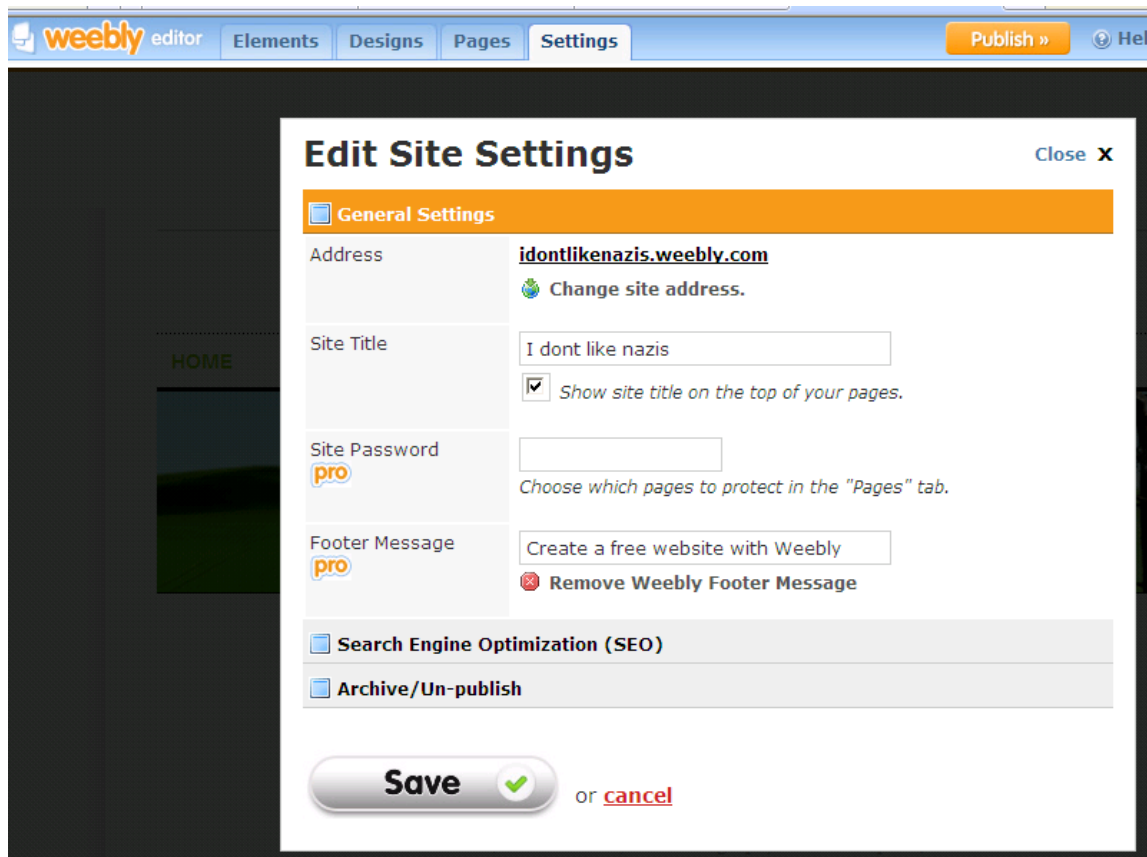 weebly editor Elements Designs Pages Settings Publish » Hel
Edit Site Settings
Close X
General Settings
Address
idontlikenazis.weebly.com
Change site address.
Site Title
I dont like nazis
Show site title on the top of your pages.
HOME
Site Password
pro
Choose which pages to protect in the "Pages" tab.
Footer Message
pro
Create a free website with Weebly
Remove Weebly Footer Message
Search Engine Optimization (SEO)
Archive/Un-publish
Save or cancel